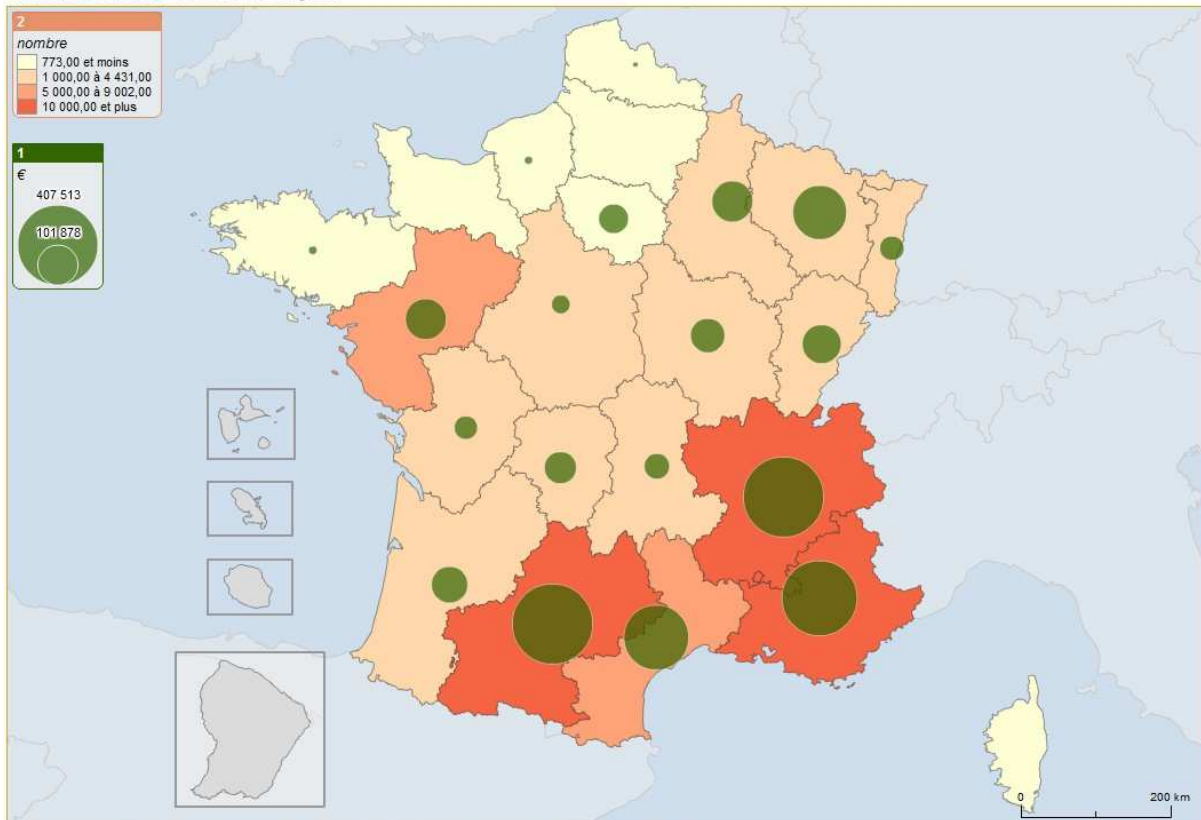 2
nombre
773,00 et moins
1 000,00 à 4 431,00
5 000,00 à 9 002,00
10 000,00 et plus
1
€
407 513
101 878
0 200 km